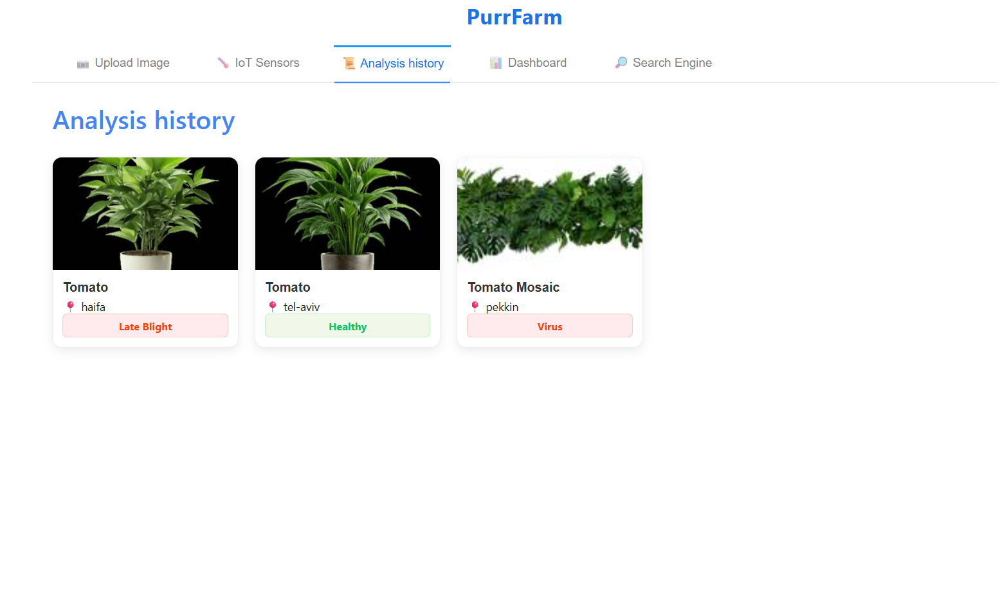 PurrFarm
Upload Image
IoT Sensors
Analysis history
Dashboard
Search Engine
Analysis history
Tomato
haifa
Late Blight
Tomato
tel-aviv
Healthy
Tomato Mosaic
pekkin
Virus